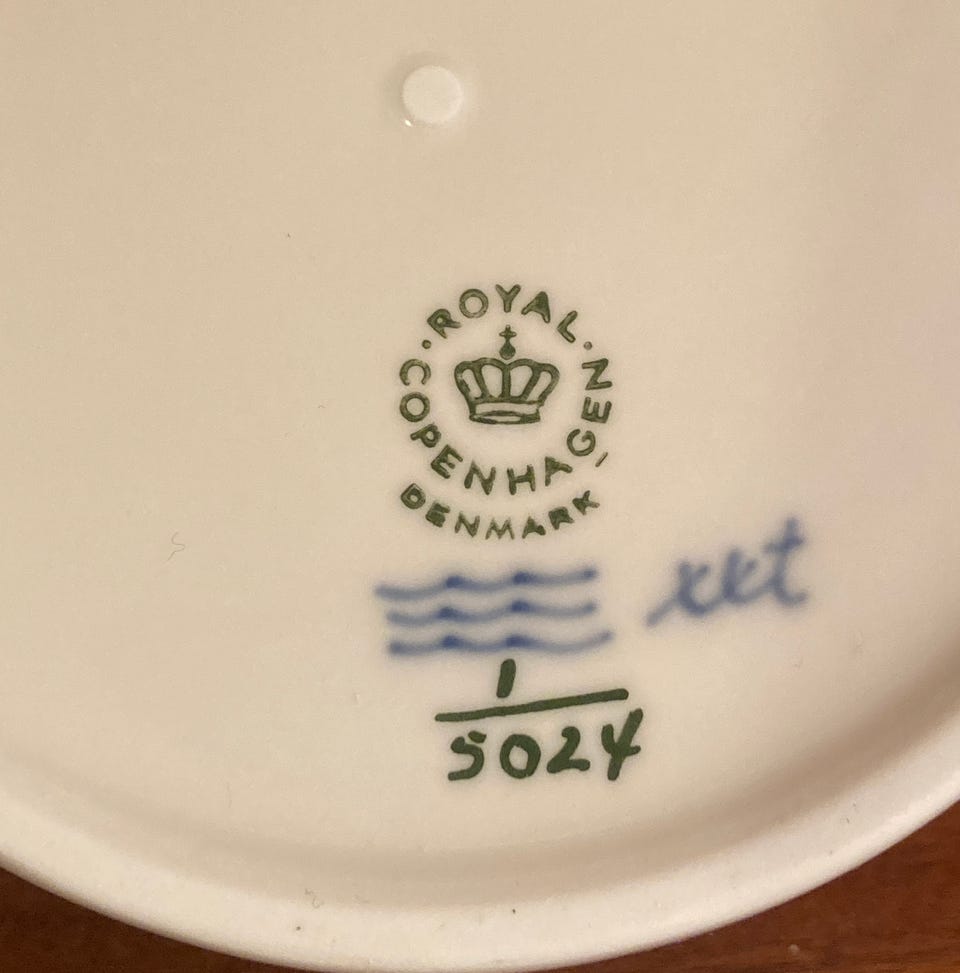 ROYAL
COPENHAGEN
DENMARK
1
5024